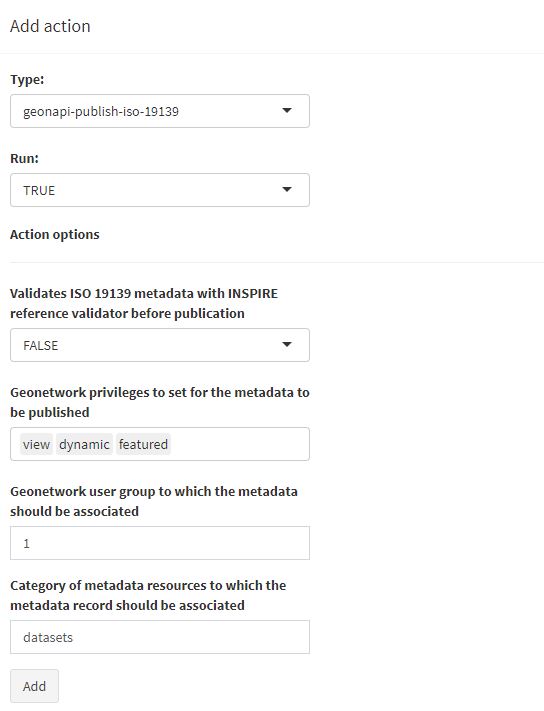 Add action
Type:
geonapi-publish-iso-19139
Run:
TRUE
Action options
Validates ISO 19139 metadata with INSPIRE
reference validator before publication
FALSE
Geonetwork privileges to set for the metadata to
be published
view dynamic featured
Geonetwork user group to which the metadata
should be associated
1
Category of metadata resources to which the
metadata record should be associated
datasets
Add